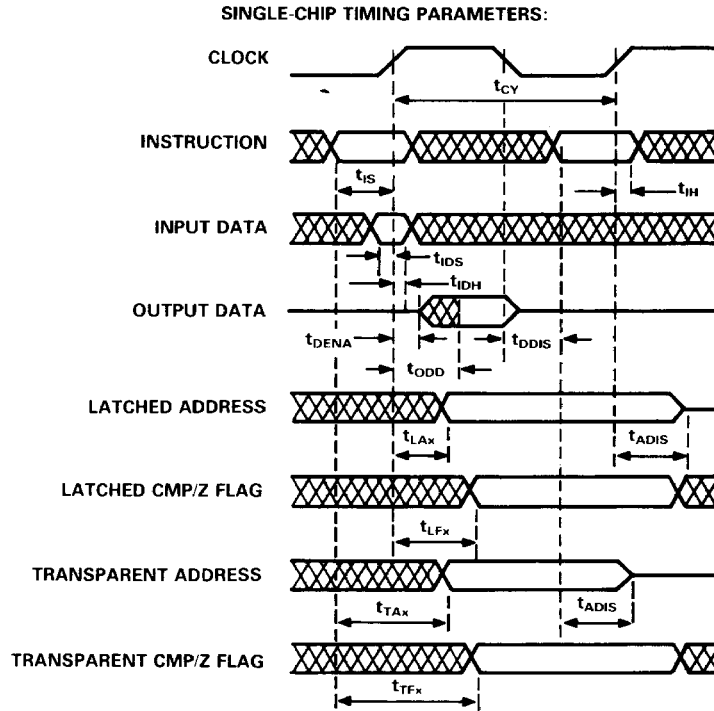 SINGLE-CHIP TIMING PARAMETERS:
CLOCK
tCY
INSTRUCTION
tIS
tIH
INPUT DATA
tIDS
tIDH
OUTPUT DATA
tDENA
tDDIS
tODD
LATCHED ADDRESS
tLAx
tADIS
LATCHED CMP/Z FLAG
tLFx
TRANSPARENT ADDRESS
tTAx
tADIS
TRANSPARENT CMP/Z FLAG
tTFx